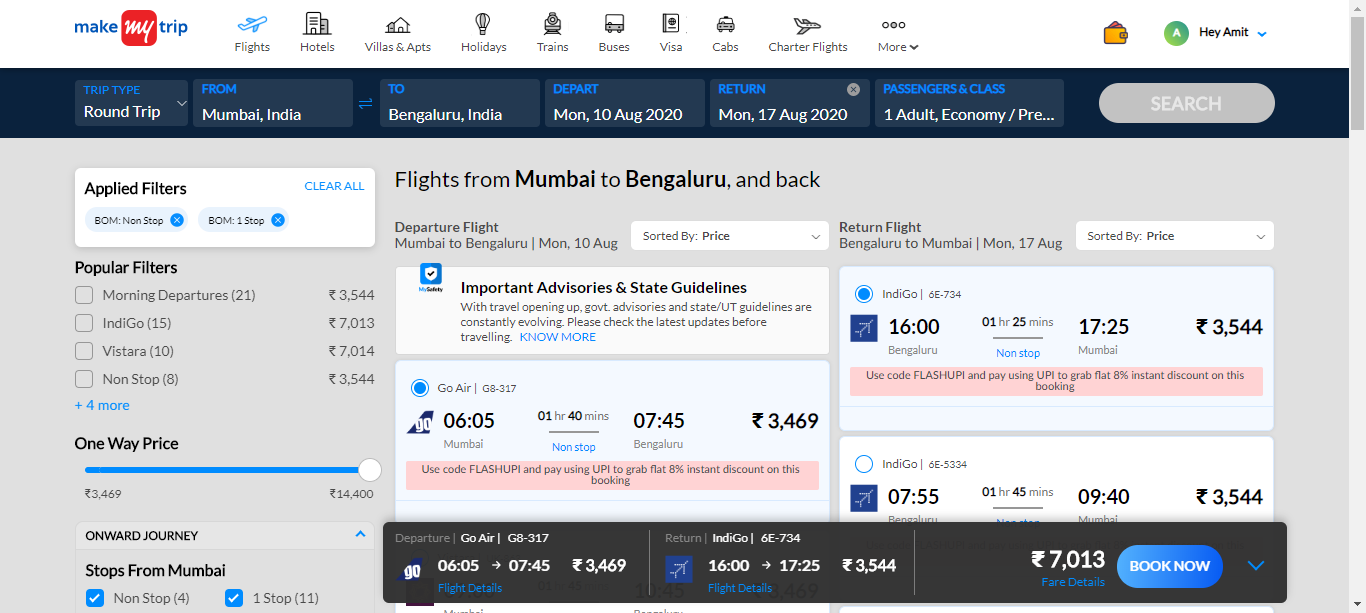 make my trip
Flights
Hotels
Villas & Apts
Holidays
Trains
Buses
Visa
Cabs
Charter Flights
More
A
Hey Amit
TRIP TYPE
Round Trip
FROM
Mumbai, India
TO
Bengaluru, India
DEPART
Mon, 10 Aug 2020
RETURN
Mon, 17 Aug 2020
PASSENGERS & CLASS
1 Adult, Economy / Pre...
SEARCH
Applied Filters
CLEAR ALL
BOM: Non Stop
BOM: 1 Stop
Popular Filters
Morning Departures (21) ₹ 3,544
IndiGo (15) ₹ 7,013
Vistara (10) ₹ 7,014
Non Stop (8) ₹ 3,544
+ 4 more
One Way Price
₹3,469 ₹14,400
ONWARD JOURNEY
Stops From Mumbai
Non Stop (4) 1 Stop (11)
Flights from Mumbai to Bengaluru, and back
Departure Flight
Mumbai to Bengaluru | Mon, 10 Aug
Sorted By: Price
MySafety
Important Advisories & State Guidelines
With travel opening up, govt. advisories and state/UT guidelines are
constantly evolving. Please check the latest updates before
travelling. KNOW MORE
Go Air | G8-317
go
06:05 01 hr 40 mins 07:45 ₹ 3,469
Mumbai Non stop Bengaluru
Use code FLASHUPI and pay using UPI to grab flat 8% instant discount on this
booking
Return Flight
Bengaluru to Mumbai | Mon, 17 Aug
Sorted By: Price
IndiGo | 6E-734
16:00 01 hr 25 mins 17:25 ₹ 3,544
Bengaluru Non stop Mumbai
Use code FLASHUPI and pay using UPI to grab flat 8% instant discount on this
booking
IndiGo | 6E-5334
07:55 01 hr 45 mins 09:40 ₹ 3,544
Bengaluru Non stop Mumbai
Departure | Go Air | G8-317
go
06:05 → 07:45 ₹ 3,469
Flight Details
Return | IndiGo | 6E-734
16:00 → 17:25 ₹ 3,544
Flight Details
₹ 7,013
Fare Details
BOOK NOW
Mumbai
Bengaluru